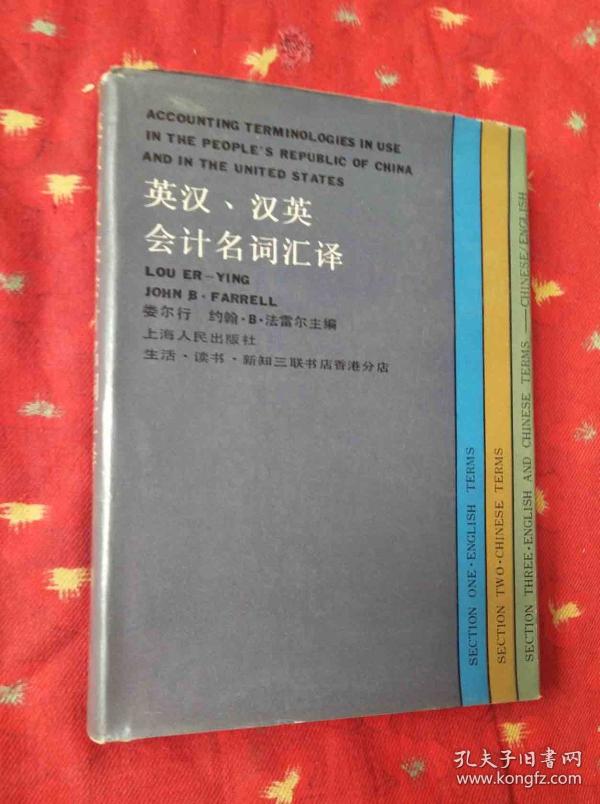 ACCOUNTING TERMINOLOGIES IN USE
IN THE PEOPLE'S REPUBLIC OF CHINA
AND IN THE UNITED STATES
英汉、汉英
会计名词汇译
LOU ER-YING
JOHN B·FARRELL
娄尔行 约翰·B·法雷尔主编
上海人民出版社
生活·读书·新知三联书店香港分店
SECTION ONE·ENGLISH TERMS
SECTION TWO·CHINESE TERMS
SECTION THREE·ENGLISH AND CHINESE TERMS——CHINESE/ENGLISH
孔夫子旧书网
www.kongfz.com